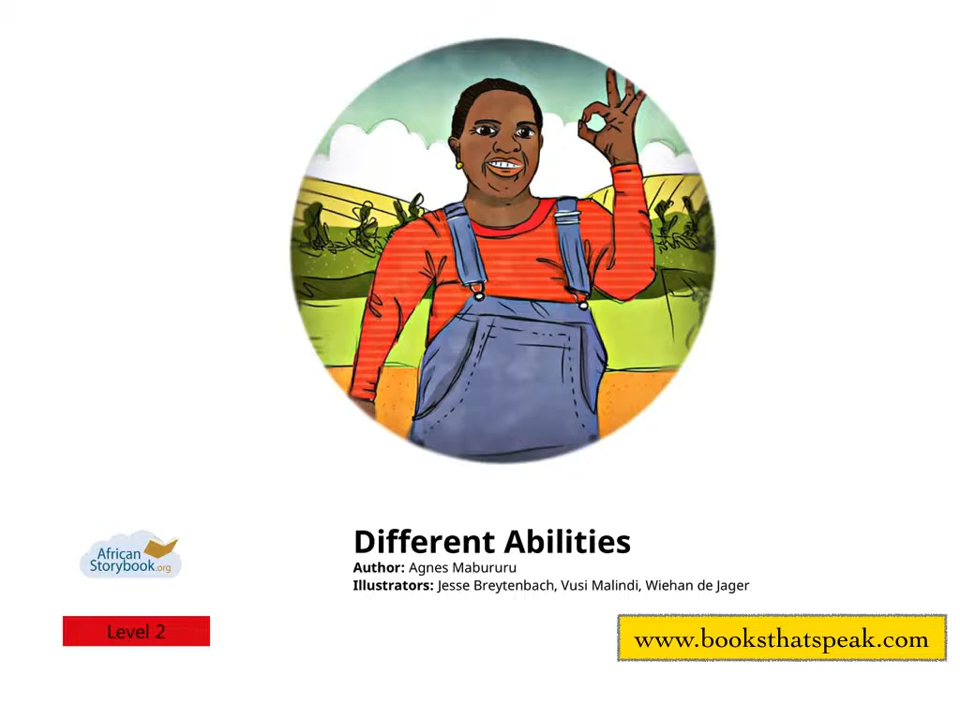 African
Storybook.org
Different Abilities
Author: Agnes Mabururu
Illustrators: Jesse Breytenbach, Vusi Malindi, Wiehan de Jager
Level 2
www.booksthatspeak.com